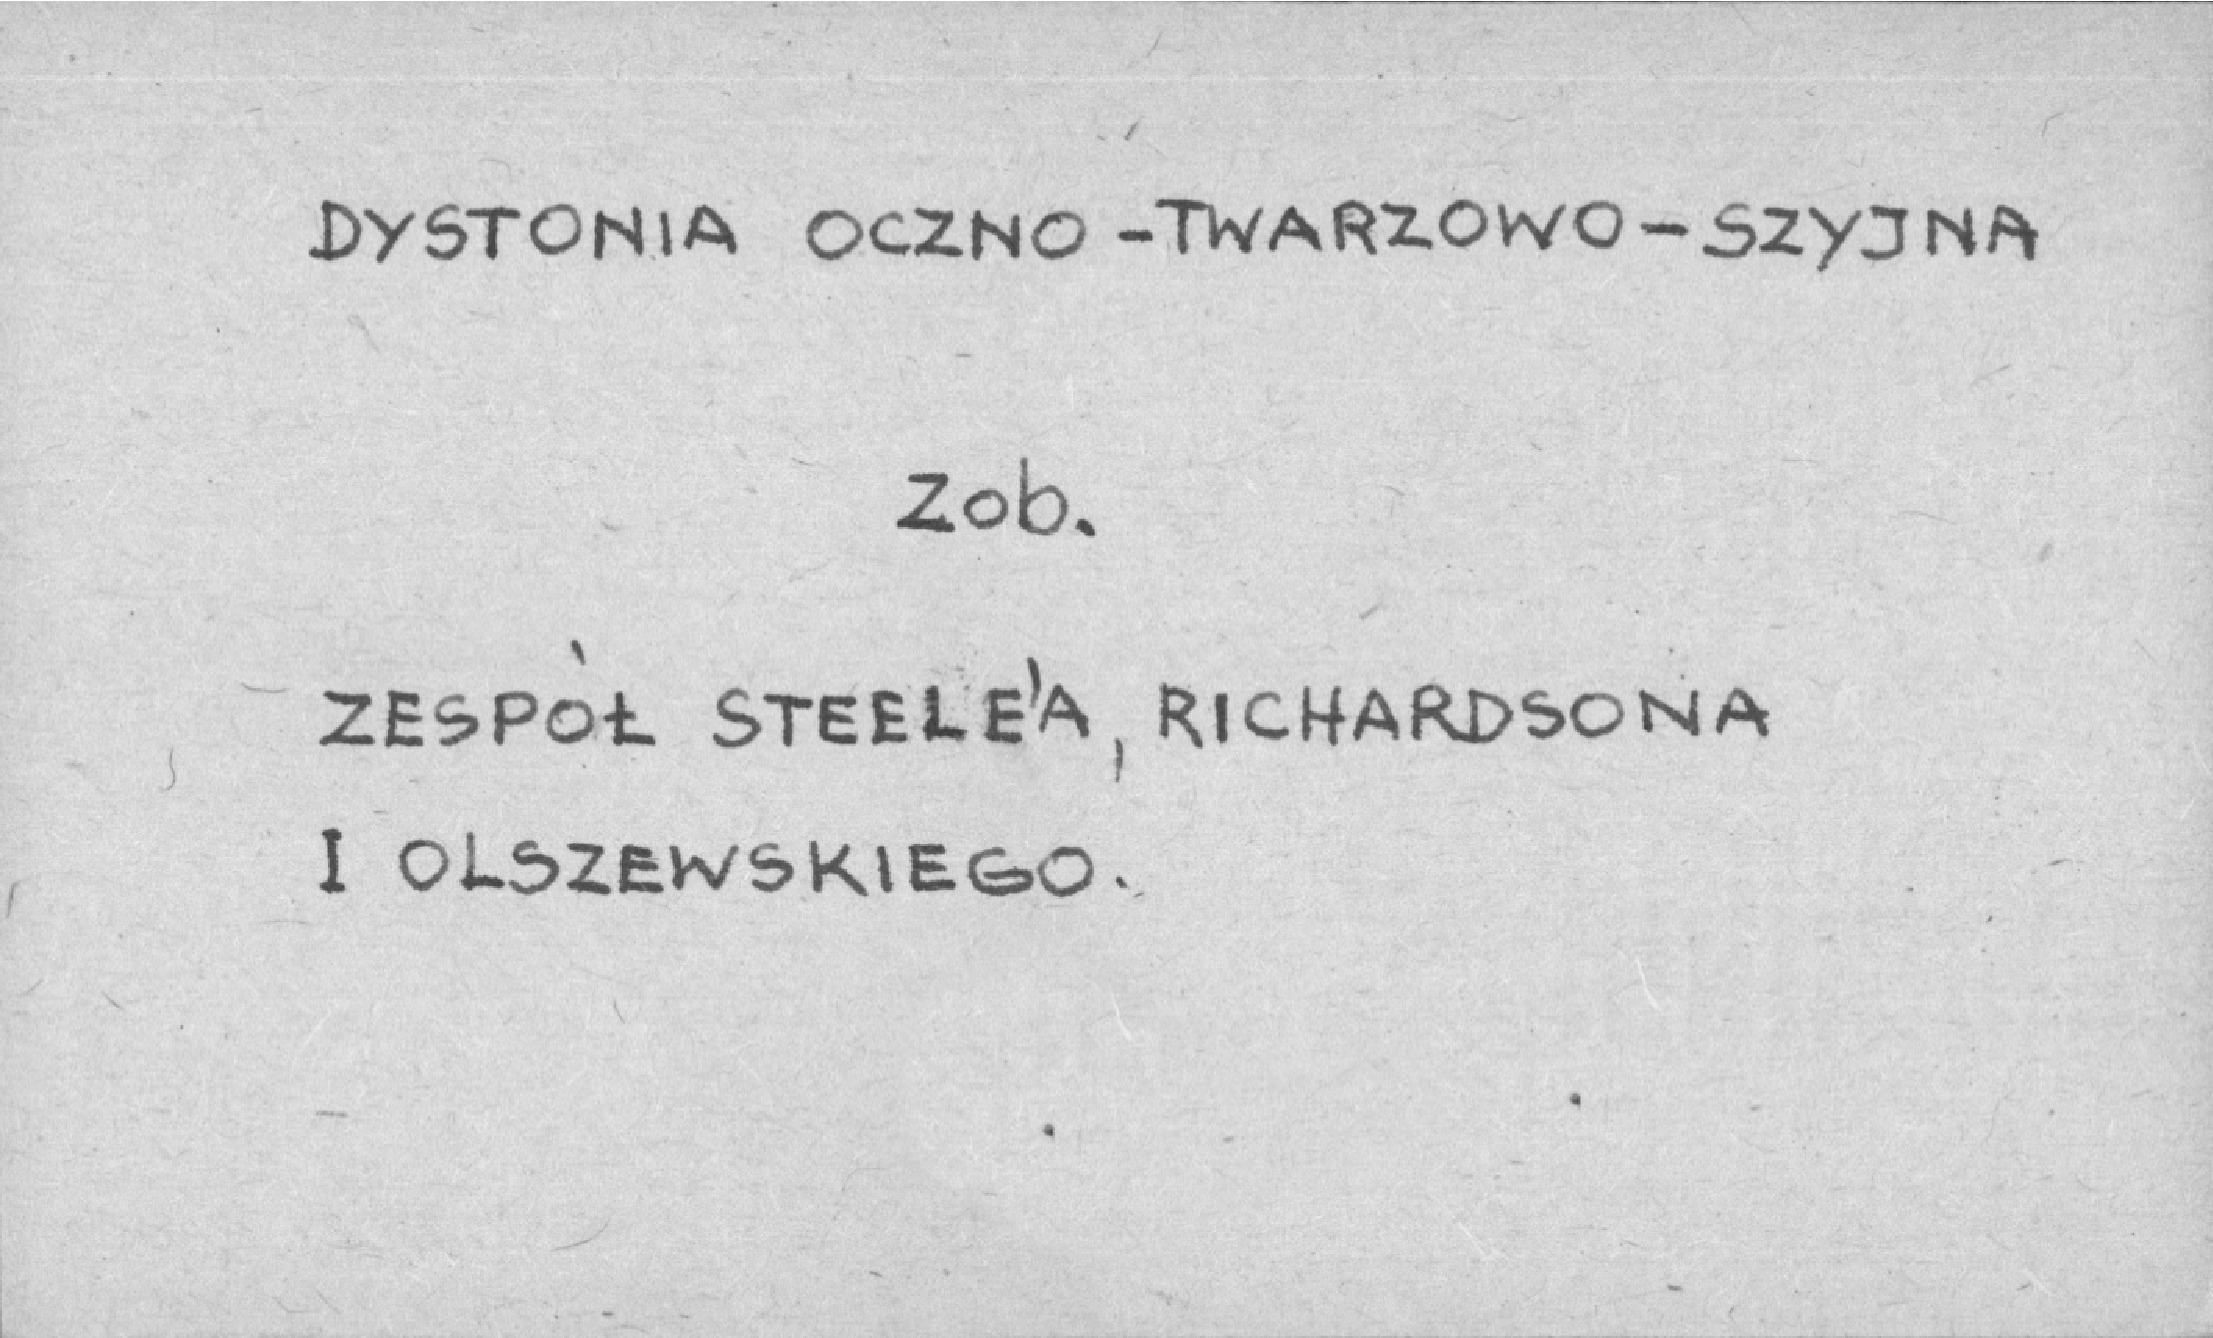 DYSTONIA OCZNO-TWARZOWO-SZYJNA
Zob.
ZESPÓŁ STEELE'A, RICHARDSONA
I OLSZEWSKIEGO.